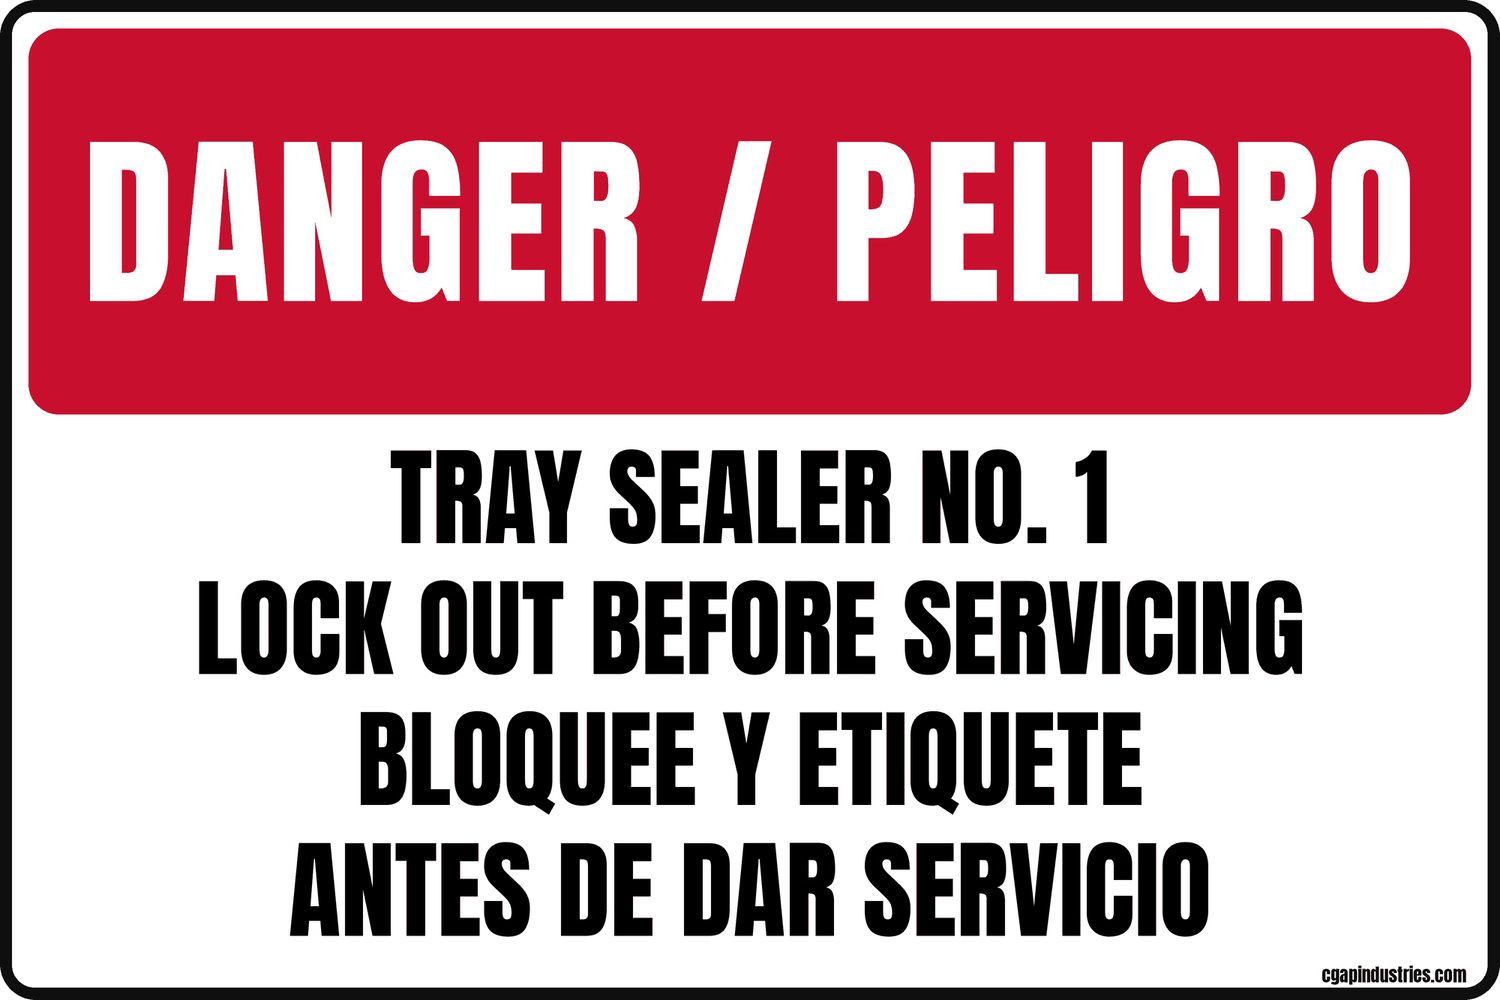 DANGER / PELIGRO
TRAY SEALER NO. 1
LOCK OUT BEFORE SERVICING
BLOQUEE Y ETIQUETE
ANTES DE DAR SERVICIO
cgapindustries.com